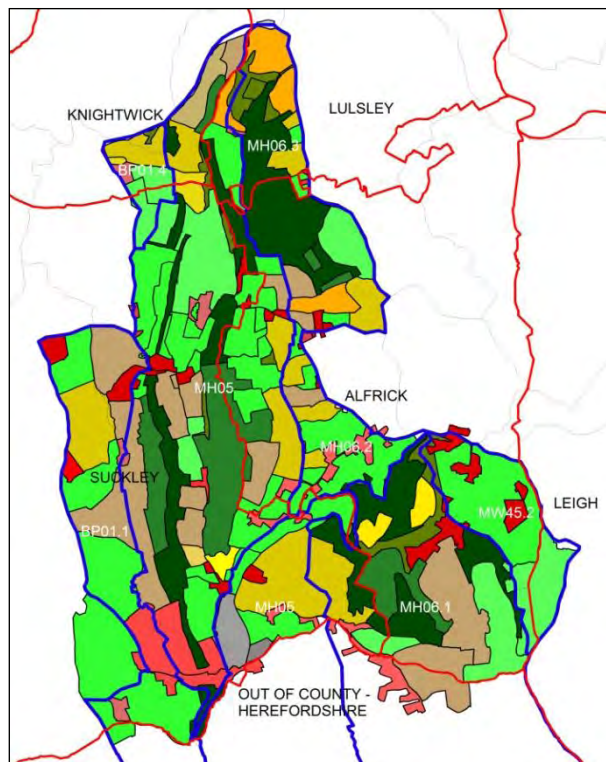 KNIGHTWICK
LULSLEY
MH06.3
BP01.4
MH05
ALFRICK
MH06.2
SUCKLEY
LEIGH
MW45.2
BP01.1
MH05
MH06.1
OUT OF COUNTY -
HEREFORDSHIRE